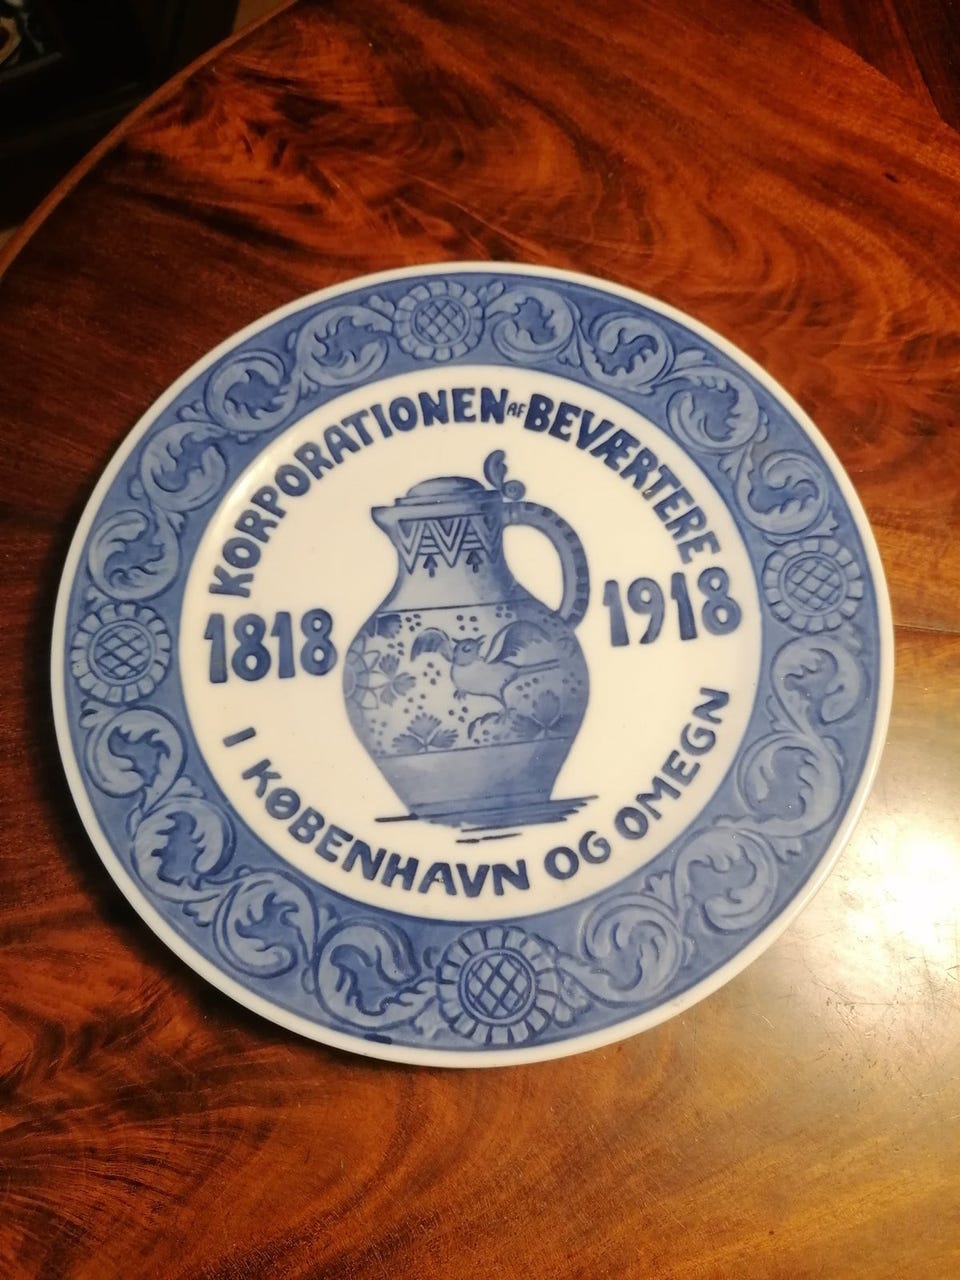 KORPORATIONEN AF BEVÆRTERE
1818 1918
I KØBENHAVN OG OMEGN